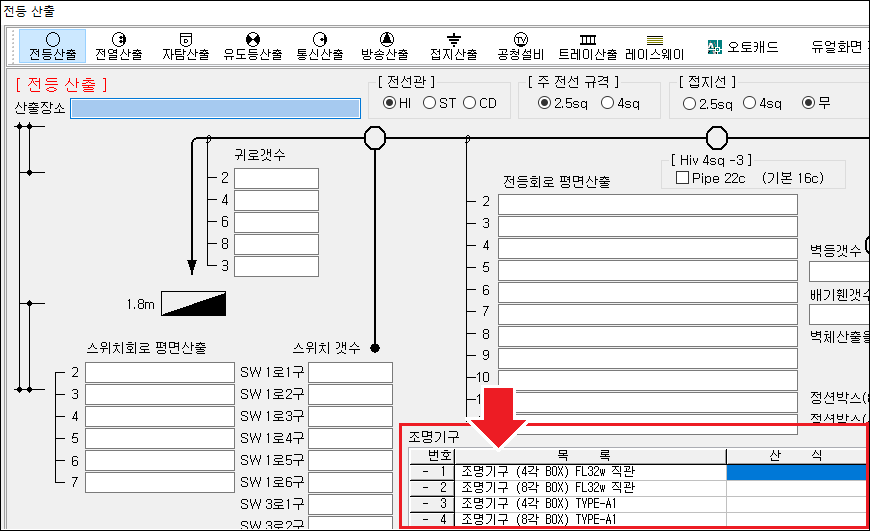 전등 산출
전등산출 전열산출 자탐산출 유도등산출 통신산출 방송산출 접지산출 공청설비 트레이산출 레이스웨이 오토캐드 듀얼화면
[ 전등 산출 ]
산출장소
[ 전선관 ]
HI ST CD
[ 주 전선 규격 ]
2.5sq 4sq
[ 접지선 ]
2.5sq 4sq 무
귀로갯수
2
4
6
8
3
1.8m
[ Hiv 4sq -3 ]
Pipe 22c (기본 16c)
전등회로 평면산출
2
3
4
5
6
7
8
9
10
벽등갯수
배기휀갯수
벽체산출
정션박스(
정션박스(
스위치회로 평면산출
2
3
4
5
6
7
스위치 갯수
SW 1로1구
SW 1로2구
SW 1로3구
SW 1로4구
SW 1로5구
SW 1로6구
SW 3로1구
SW 3로2구
조명기구
번호 목 록 산 식
- 1 조명기구 (4각 BOX) FL32w 직관
- 2 조명기구 (8각 BOX) FL32w 직관
- 3 조명기구 (4각 BOX) TYPE-A1
- 4 조명기구 (8각 BOX) TYPE-A1